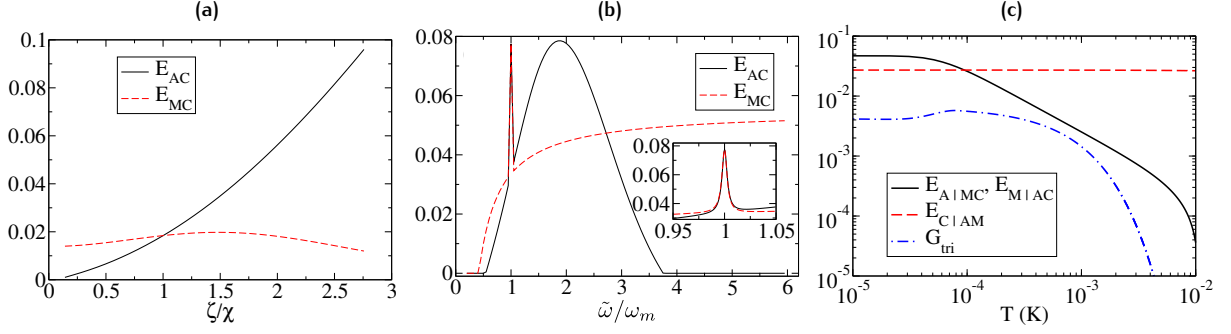 (a)
0.1
0.08
0.06
0.04
0.02
0
E_AC
E_MC
0 0.5 1 1.5 2 2.5 3
ζ/χ
(b)
0.08
0.06
0.04
0.02
0.00
E_AC
E_MC
0.08
0.06
0.04
0.95 1 1.05
0 1 2 3 4 5 6
ω̃/ω_m
(c)
10^-1
10^-2
10^-3
10^-4
10^-5
E_A|MC, E_M|AC
E_C|AM
G_tri
10^-5 10^-4 10^-3 10^-2
T (K)